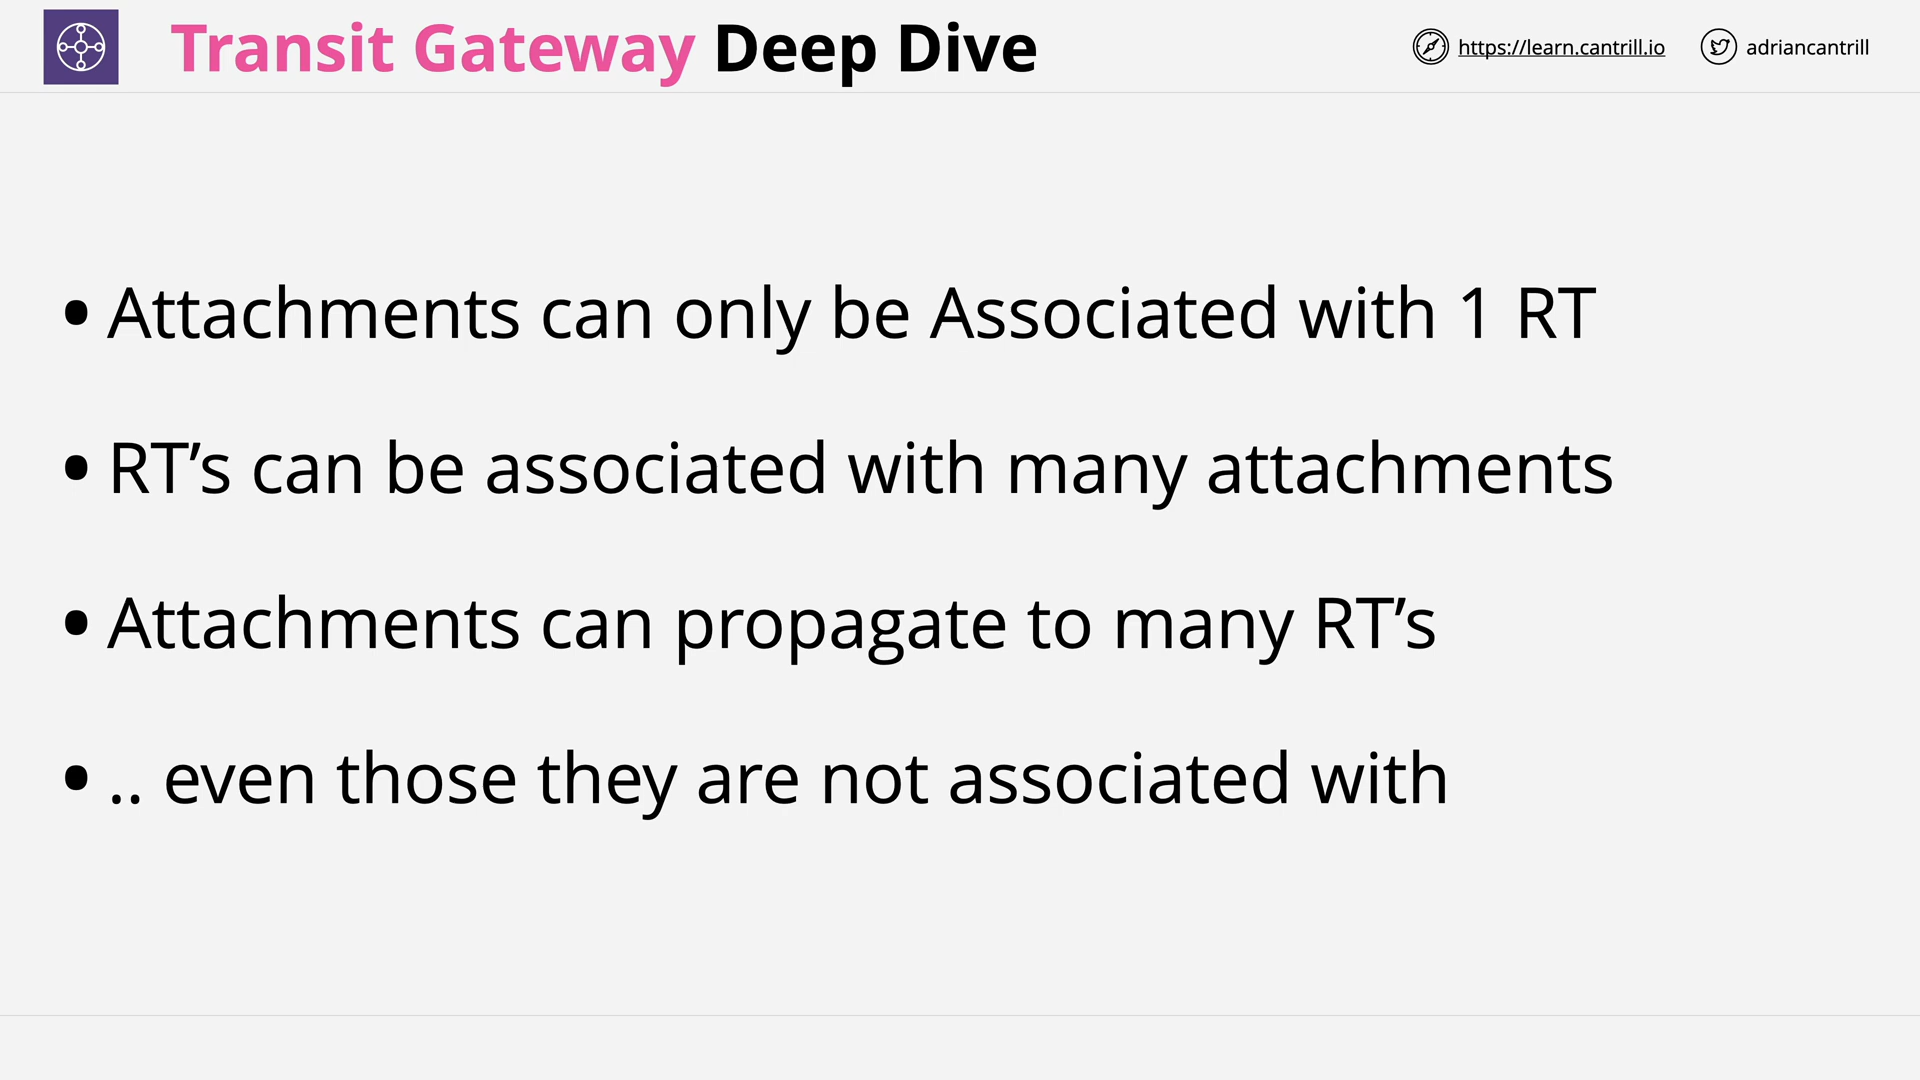 Transit Gateway Deep Dive
https://learn.cantrill.io
adriancantrill
• Attachments can only be Associated with 1 RT
• RT’s can be associated with many attachments
• Attachments can propagate to many RT’s
• .. even those they are not associated with